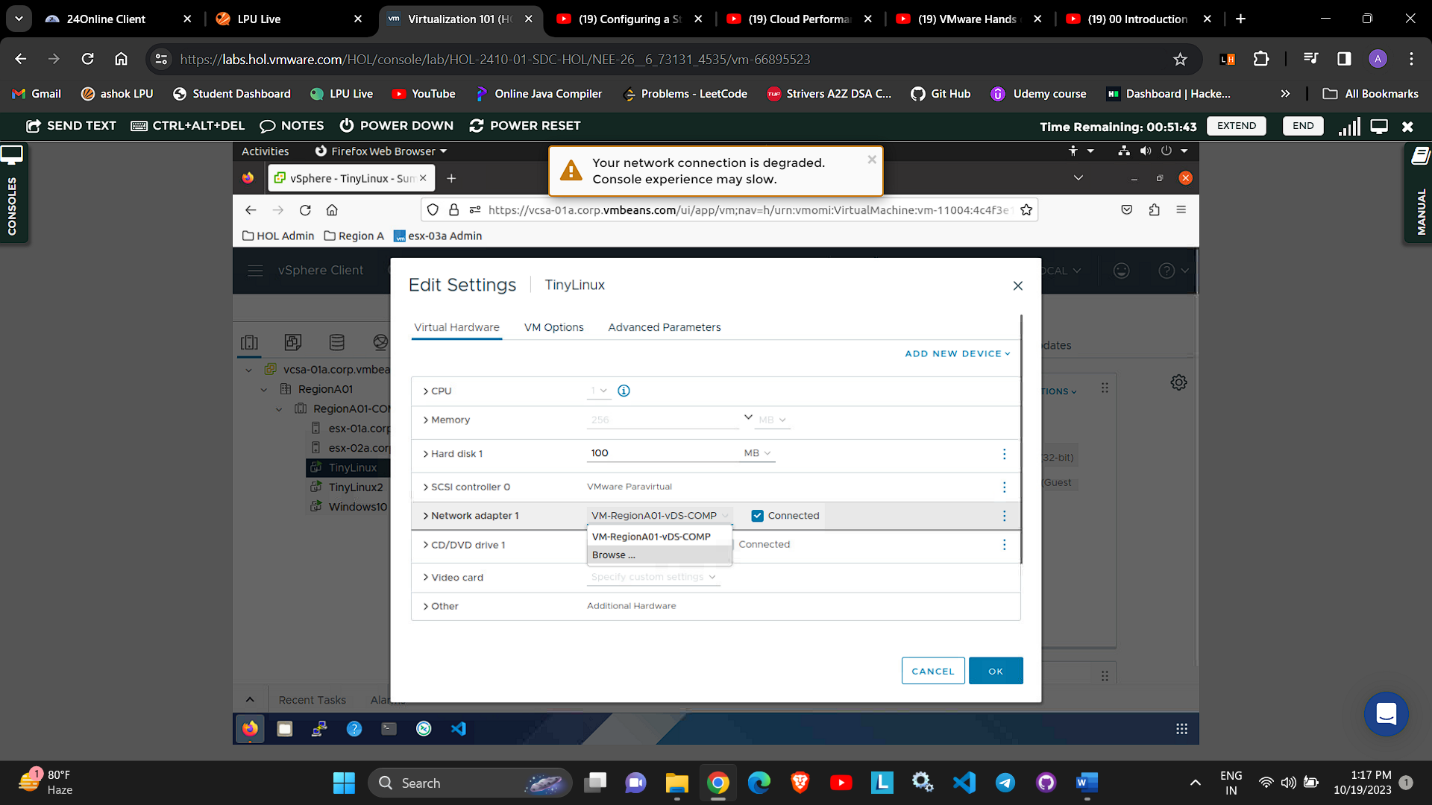 24Online Client
LPU Live
Virtualization 101 (HO
(19) Configuring a St
(19) Cloud Performa
(19) VMware Hands
(19) 00 Introduction
https://labs.hol.vmware.com/HOL/console/lab/HOL-2410-01-SDC-HOL/NEE-26__6_73131_4535/vm-66895523
A
Gmail
ashok LPU
Student Dashboard
LPU Live
YouTube
Online Java Compiler
Problems - LeetCode
Strivers A2Z DSA C...
Git Hub
Udemy course
Dashboard | Hacke...
All Bookmarks
SEND TEXT
CTRL+ALT+DEL
NOTES
POWER DOWN
POWER RESET
Time Remaining: 00:51:43
EXTEND
END
CONSOLES
MANUAL
Activities
Firefox Web Browser
Your network connection is degraded.
Console experience may slow.
vSphere - TinyLinux - Sum
https://vcsa-01a.corp.vmbeans.com/ui/app/vm;nav=h/urn:vmomi:VirtualMachine:vm-11004:4c4f3e
HOL Admin
Region A
esx-03a Admin
vSphere Client
OCAL
Edit Settings
TinyLinux
Virtual Hardware
VM Options
Advanced Parameters
dates
ADD NEW DEVICE
vcsa-01a.corp.vmbea
RegionA01
RegionA01-CO
esx-01a.corp
esx-02a.corp
TinyLinux
TinyLinux2
Windows10
CPU
1
IONS
Memory
256
MB
Hard disk 1
100
MB
(32-bit)
SCSI controller 0
VMware Paravirtual
Guest
Network adapter 1
VM-RegionA01-vDS-COMP
Connected
VM-RegionA01-vDS-COMP
Browse ...
CD/DVD drive 1
Connected
Video card
Specify custom settings
Other
Additional Hardware
CANCEL
OK
Recent Tasks
Alarms
1
80°F
Haze
Search
ENG
IN
1:17 PM
10/19/2023
1